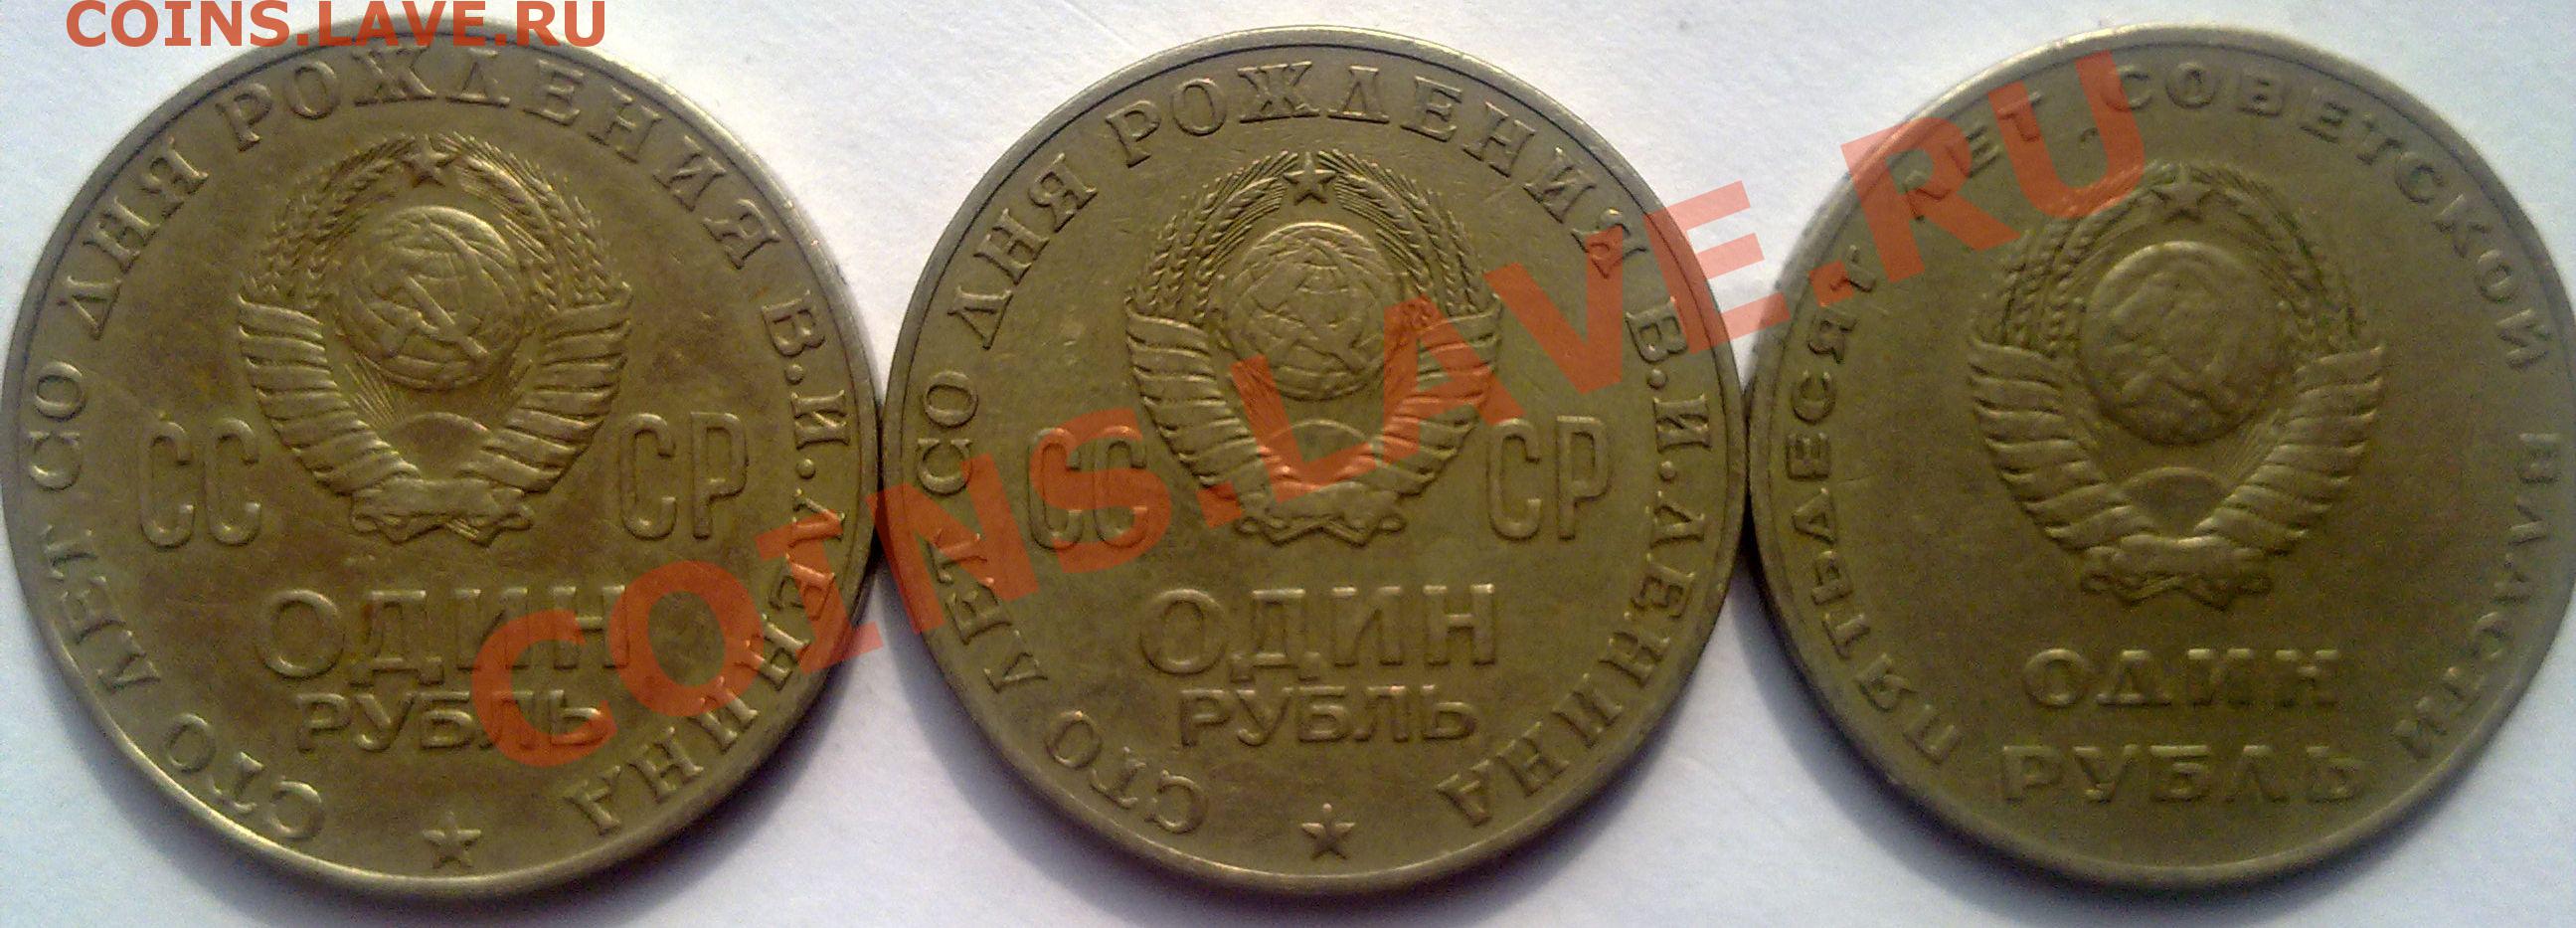 COINS.LAVE.RU
СТО ЛЕТ СО ДНЯ РОЖДЕНИЯ В.И.ЛЕНИНА
СС СР
ОДИН
РУБЛЬ
СТО ЛЕТ СО ДНЯ РОЖДЕНИЯ В.И.ЛЕНИНА
СС СР
ОДИН
РУБЛЬ
ПЯТЬДЕСЯТ ЛЕТ СОВЕТСКОЙ ВЛАСТИ
ОДИН
РУБЛЬ
COINS.LAVE.RU